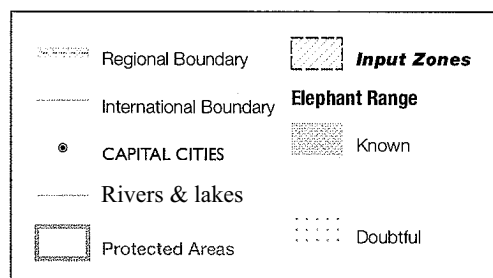 Regional Boundary
International Boundary
CAPITAL CITIES
Rivers & lakes
Protected Areas
Input Zones
Elephant Range
Known
Doubtful